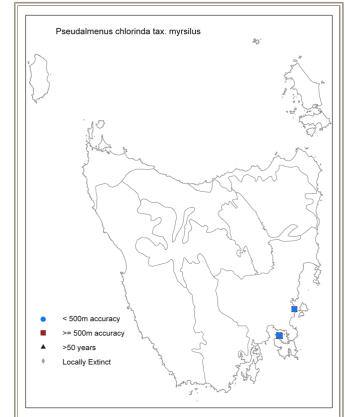 Pseudalmenus chlorinda tax. myrsilus
< 500m accuracy
>= 500m accuracy
>50 years
Locally Extinct